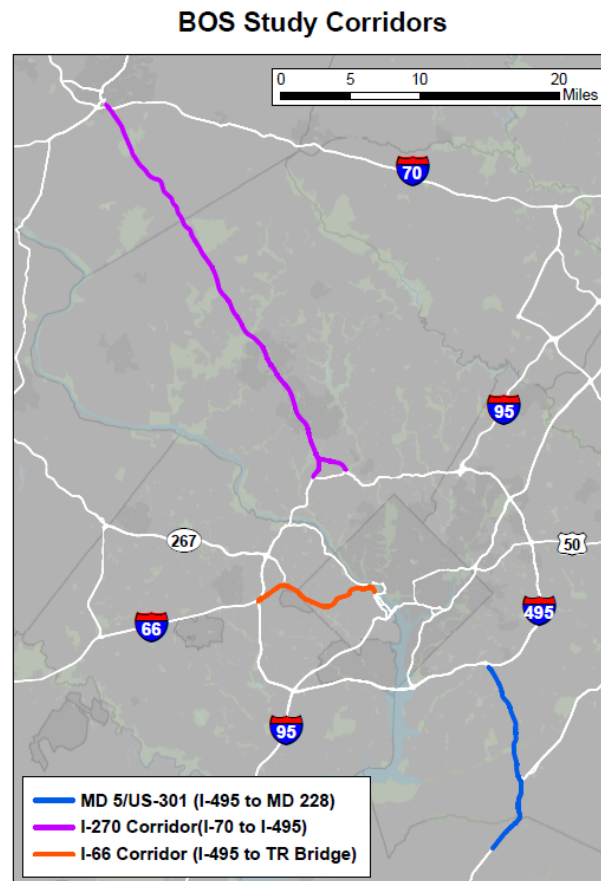 BOS Study Corridors
0 5 10 20
Miles
70
95
267
50
66
495
95
MD 5/US-301 (I-495 to MD 228)
I-270 Corridor(I-70 to I-495)
I-66 Corridor (I-495 to TR Bridge)